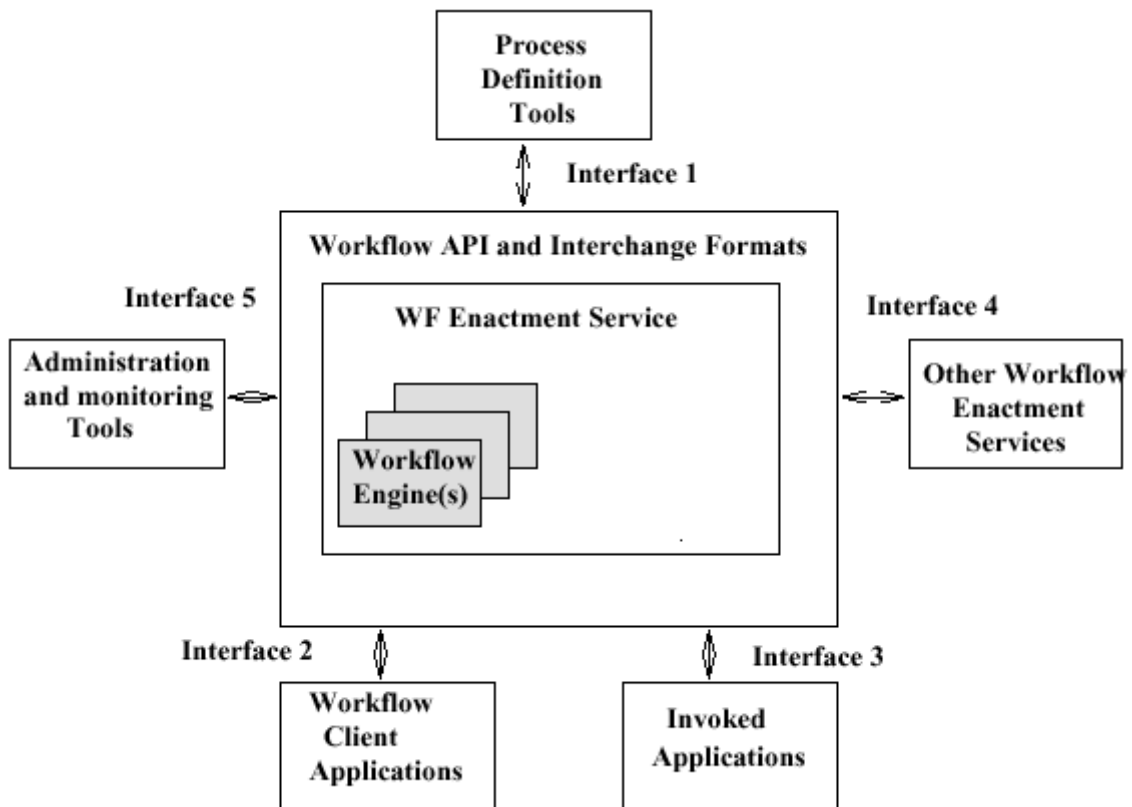 Process
Definition
Tools
Interface 1
Workflow API and Interchange Formats
Interface 5
WF Enactment Service
Interface 4
Administration
and monitoring
Tools
Other Workflow
Enactment
Services
Workflow
Engine(s)
Interface 2
Interface 3
Workflow
Client
Applications
Invoked
Applications